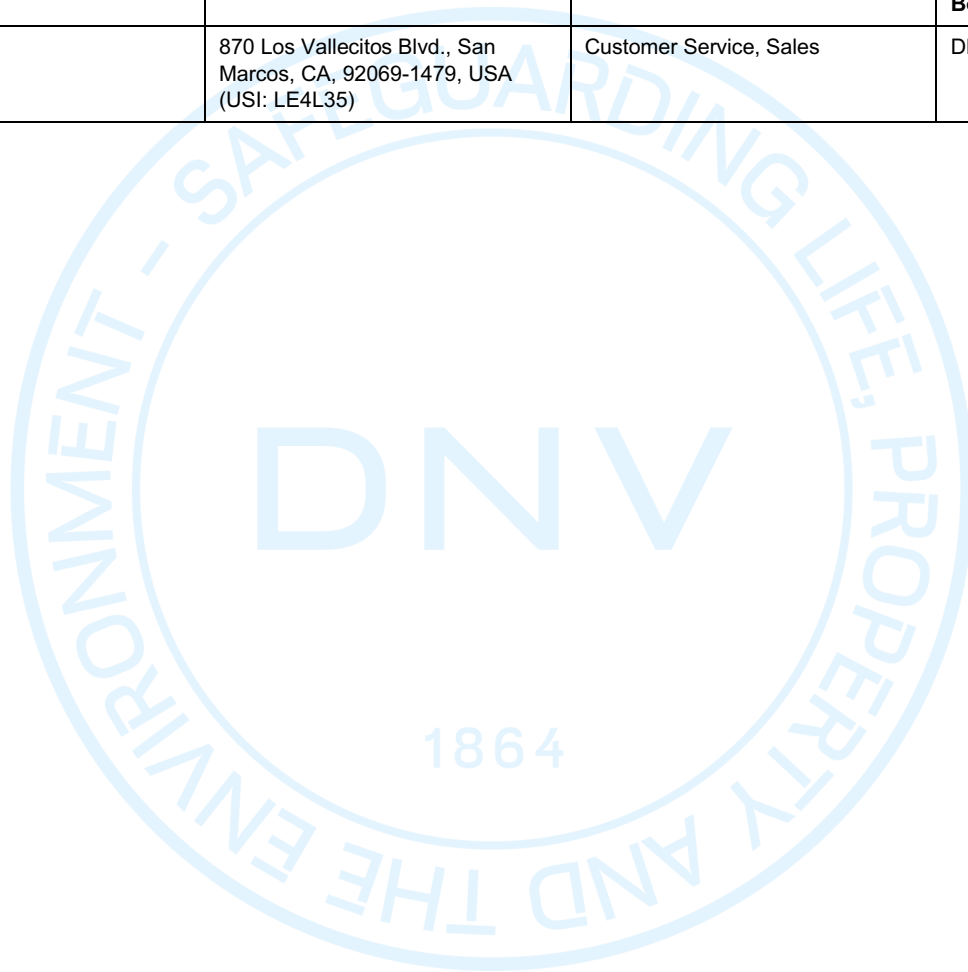 870 Los Vallecitos Blvd., San
Marcos, CA, 92069-1479, USA
(USI: LE4L35)
Customer Service, Sales
SAFEGUARDING LIFE, PROPERTY AND THE ENVIRONMENT -
DNV
1864